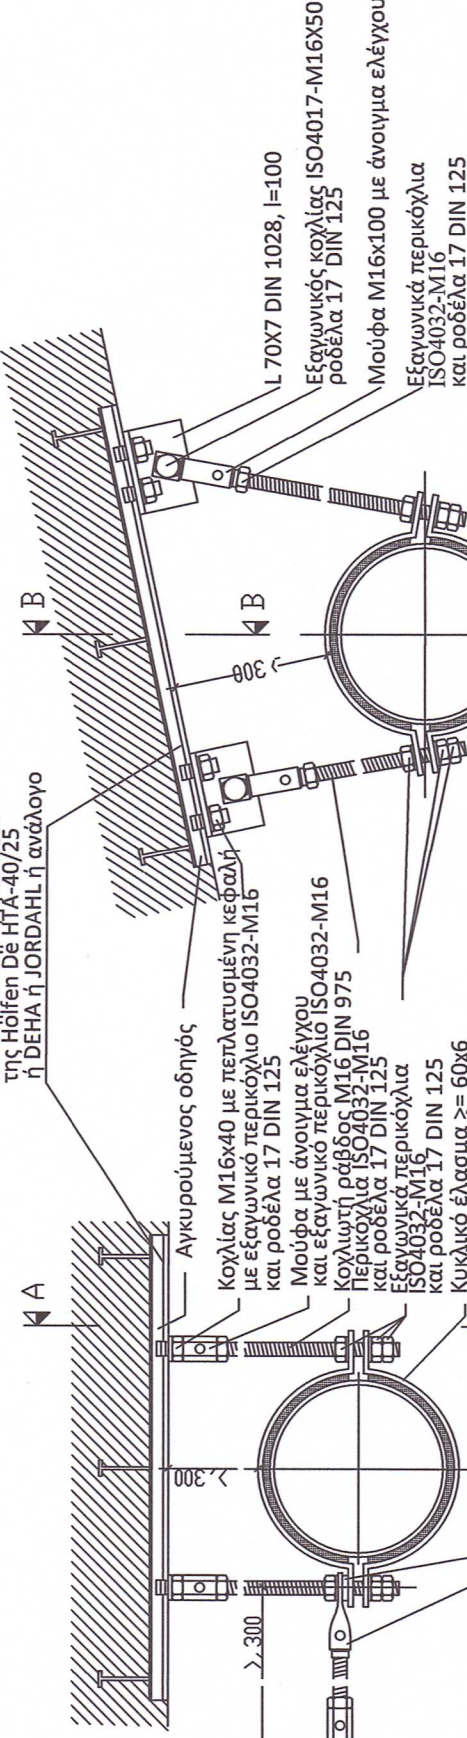 της Hölfen De HTA-40/25
ή DEHA ή JORDAHL ή ανάλογο
A
Αγκυρούμενος οδηγός
Κοχλίας M16x40 με πεπλατυσμένη κεφαλή
με εξαγωνικό περικόχλιο ISO4032-M16
και ροδέλα 17 DIN 125
Μούφα με άνοιγμα ελέγχου
και εξαγωνικό περικόχλιο ISO4032-M16
Κοχλιωτή ράβδος M16 DIN 975
Περικόχλια ISO4032-M16
και ροδέλα 17 DIN 125
Εξαγωνικά περικόχλια
ISO4032-M16
και ροδέλα 17 DIN 125
Κυκλικό έλασμα >= 60x6
> 300
> 300
B
B
> 300
L 70X7 DIN 1028, l=100
Εξαγωνικός κοχλίας ISO4017-M16X50
ροδέλα 17 DIN 125
Μούφα M16x100 με άνοιγμα ελέγχου
Εξαγωνικά περικόχλια
ISO4032-M16
και ροδέλα 17 DIN 125